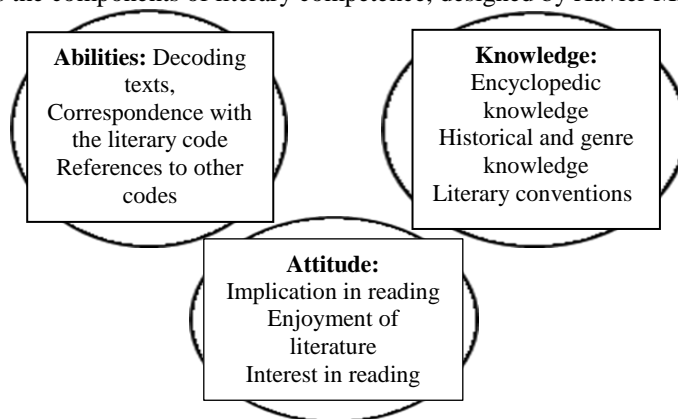 the components of literary competence, designed by Xavier
Abilities: Decoding
texts,
Correspondence with
the literary code
References to other
codes
Knowledge:
Encyclopedic
knowledge
Historical and genre
knowledge
Literary conventions
Attitude:
Implication in reading
Enjoyment of
literature
Interest in reading